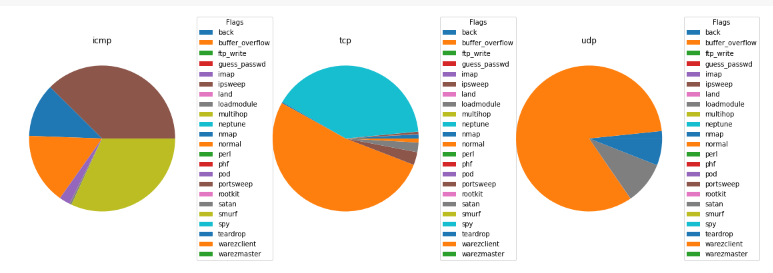 icmp
Flags
back
buffer_overflow
ftp_write
guess_passwd
imap
ipsweep
land
loadmodule
multihop
neptune
nmap
normal
perl
phf
pod
portsweep
rootkit
satan
smurf
spy
teardrop
warezclient
warezmaster
tcp
Flags
back
buffer_overflow
ftp_write
guess_passwd
imap
ipsweep
land
loadmodule
multihop
neptune
nmap
normal
perl
phf
pod
portsweep
rootkit
satan
smurf
spy
teardrop
warezclient
warezmaster
udp
Flags
back
buffer_overflow
ftp_write
guess_passwd
imap
ipsweep
land
loadmodule
multihop
neptune
nmap
normal
perl
phf
pod
portsweep
rootkit
satan
smurf
spy
teardrop
warezclient
warezmaster